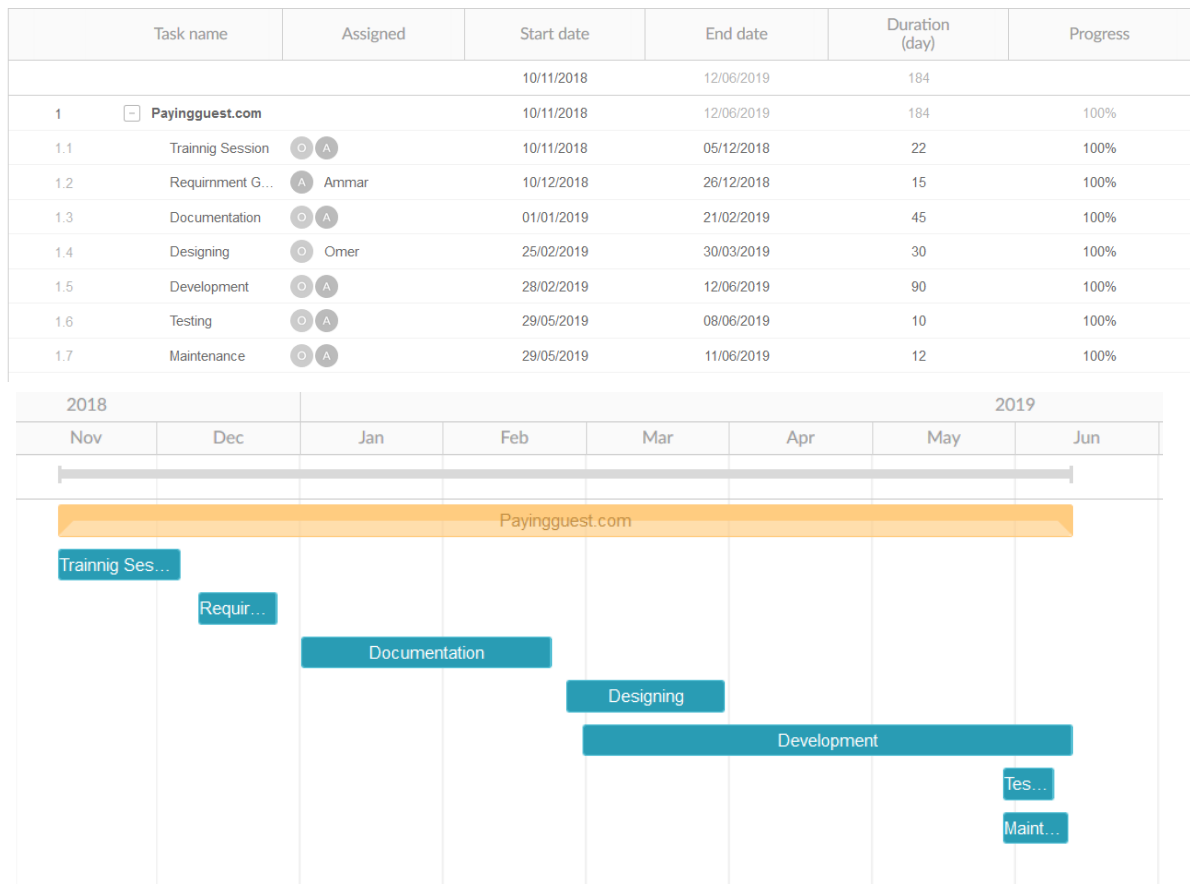 Task name Assigned Start date End date Duration (day) Progress
10/11/2018 12/06/2019 184
1 Payingguest.com 10/11/2018 12/06/2019 184 100%
1.1 Trainnig Session O A 10/11/2018 05/12/2018 22 100%
1.2 Requirnment G... A Ammar 10/12/2018 26/12/2018 15 100%
1.3 Documentation O A 01/01/2019 21/02/2019 45 100%
1.4 Designing O Omer 25/02/2019 30/03/2019 30 100%
1.5 Development O A 28/02/2019 12/06/2019 90 100%
1.6 Testing O A 29/05/2019 08/06/2019 10 100%
1.7 Maintenance O A 29/05/2019 11/06/2019 12 100%
2018 2019
Nov Dec Jan Feb Mar Apr May Jun
Payingguest.com
Trainnig Ses...
Requir...
Documentation
Designing
Development
Tes...
Maint...